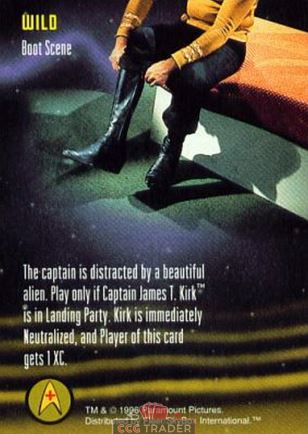 WILD
Boot Scene
The captain is distracted by a beautiful
alien. Play only if Captain James T. Kirk™
is in Landing Party. Kirk is immediately
Neutralized, and Player of this card
gets 1 XC.
TM & © 1996 Paramount Pictures.
International.™
CCG TRADER